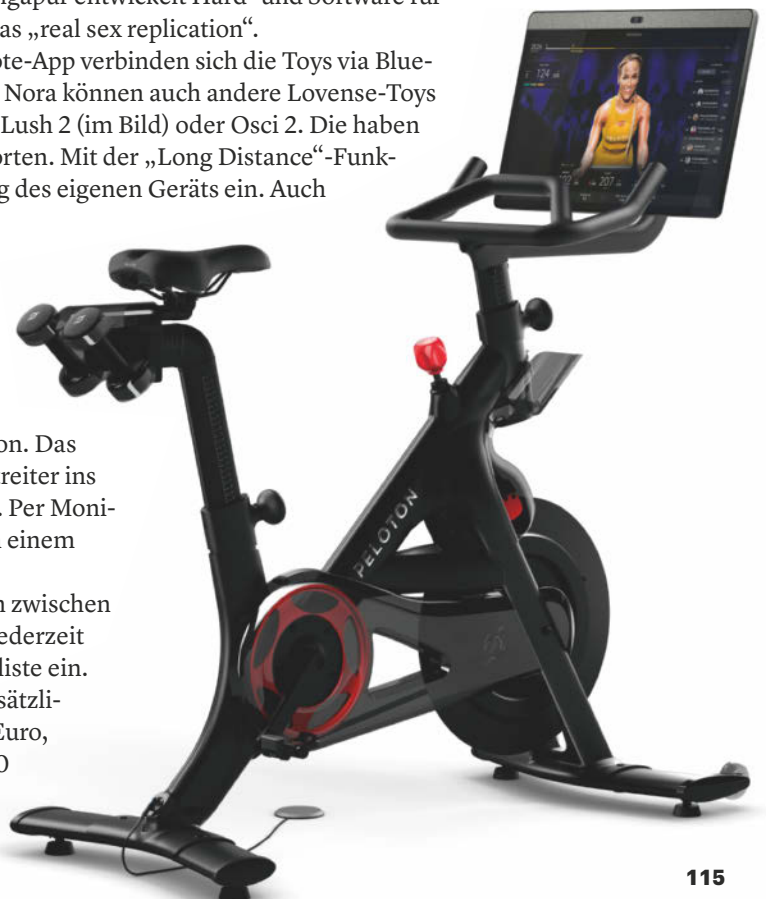 ngapur entwickelt Hard- und Software für
as „real sex replication“.
ote-App verbinden sich die Toys via Blue-
Nora können auch andere Lovense-Toys
Lush 2 (im Bild) oder Osci 2. Die haben
orten. Mit der „Long Distance“-Funk-
g des eigenen Geräts ein. Auch
124
207
on. Das
reiter ins
. Per Moni-
einem
PELOTON
n zwischen
ederzeit
liste ein.
sätzli-
Euro,
0
115